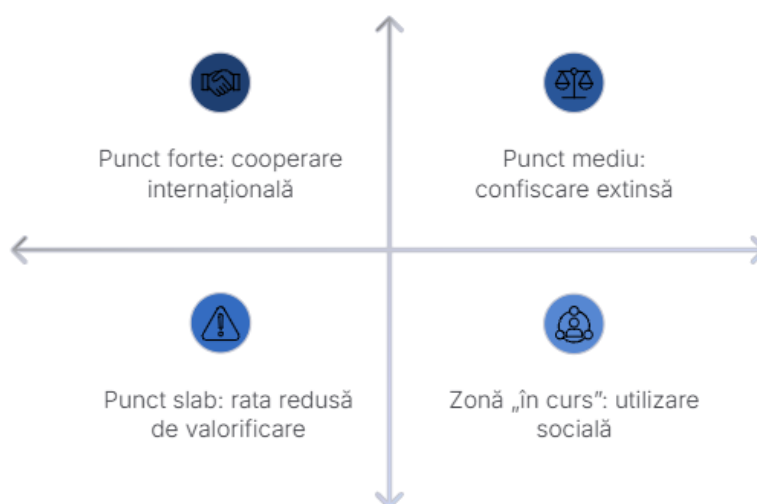 Punct forte: cooperare
internațională
Punct mediu:
confiscare extinsă
Punct slab: rata redusă
de valorificare
Zonă „în curs”: utilizare
socială